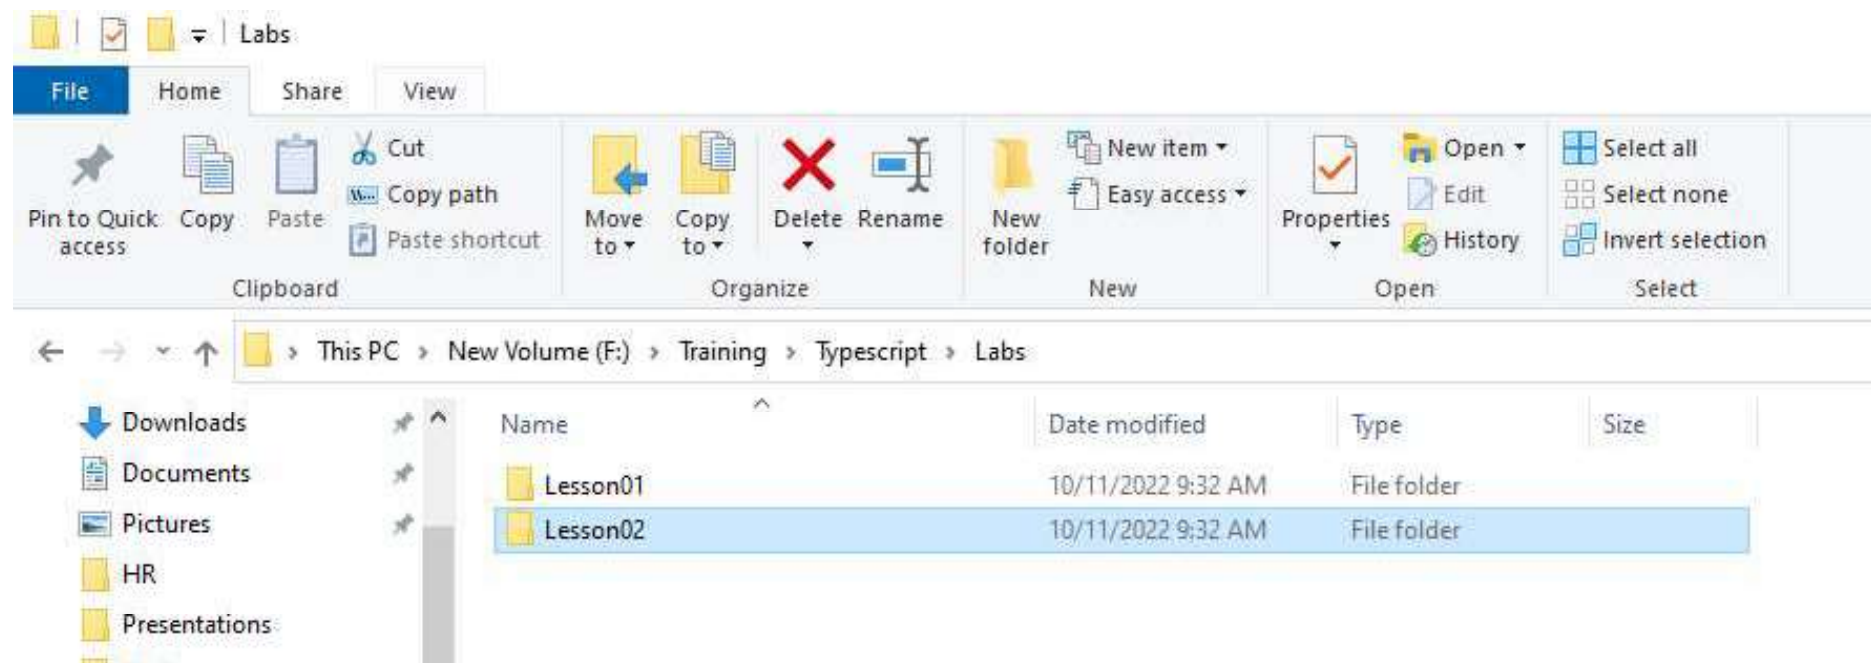 Labs
File Home Share View
Pin to Quick access
Copy
Paste
Cut
W... Copy path
Paste shortcut
Clipboard
Move to
Copy to
Delete
Rename
Organize
New folder
New item
Easy access
New
Properties
Open
Edit
History
Open
Select all
Select none
Invert selection
Select
This PC > New Volume (F:) > Training > Typescript > Labs
Downloads
Documents
Pictures
HR
Presentations
Name Date modified Type Size
Lesson01 10/11/2022 9:32 AM File folder
Lesson02 10/11/2022 9:32 AM File folder